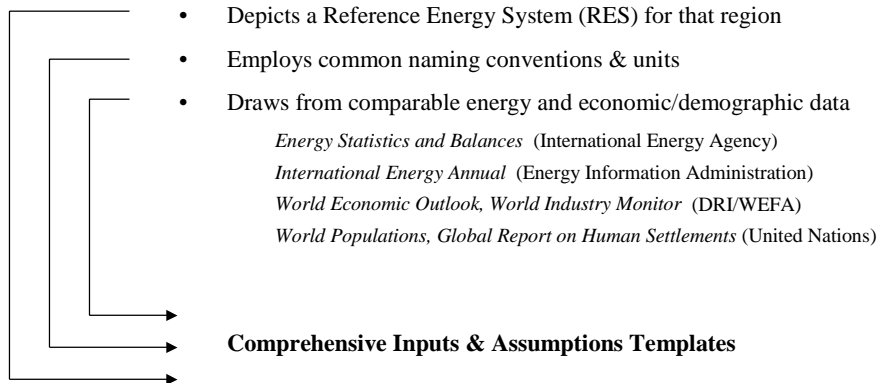 • Depicts a Reference Energy System (RES) for that region
• Employs common naming conventions & units
• Draws from comparable energy and economic/demographic data
Energy Statistics and Balances (International Energy Agency)
International Energy Annual (Energy Information Administration)
World Economic Outlook, World Industry Monitor (DRI/WEFA)
World Populations, Global Report on Human Settlements (United Nations)
Comprehensive Inputs & Assumptions Templates